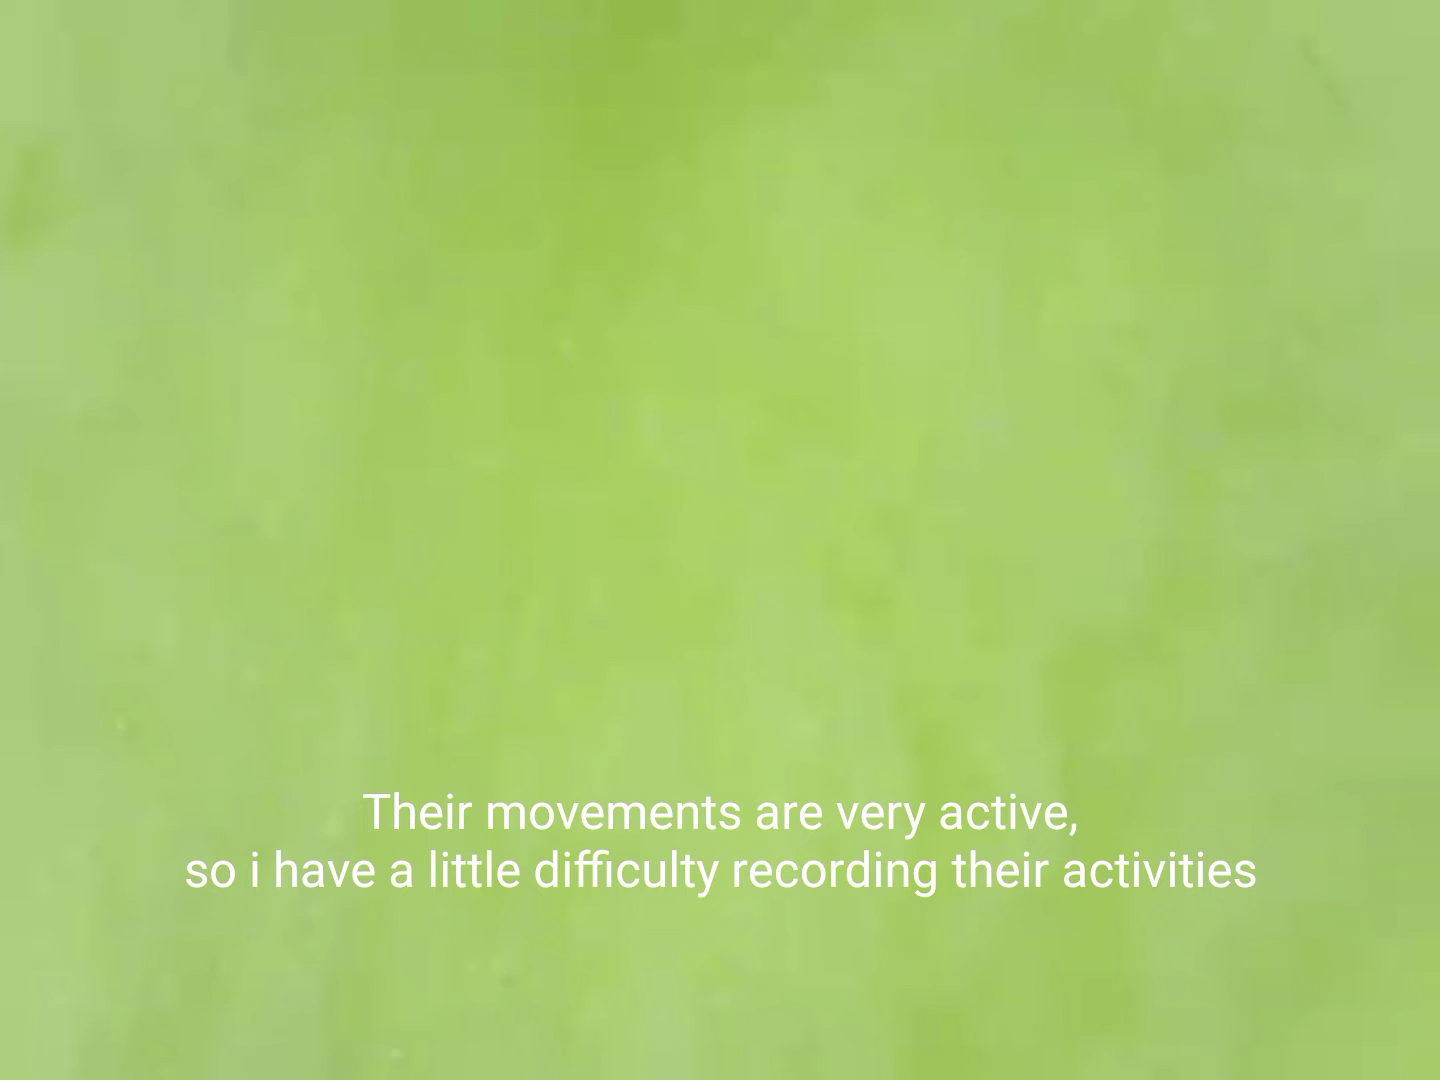 Their movements are very active,
so i have a little difficulty recording their activities